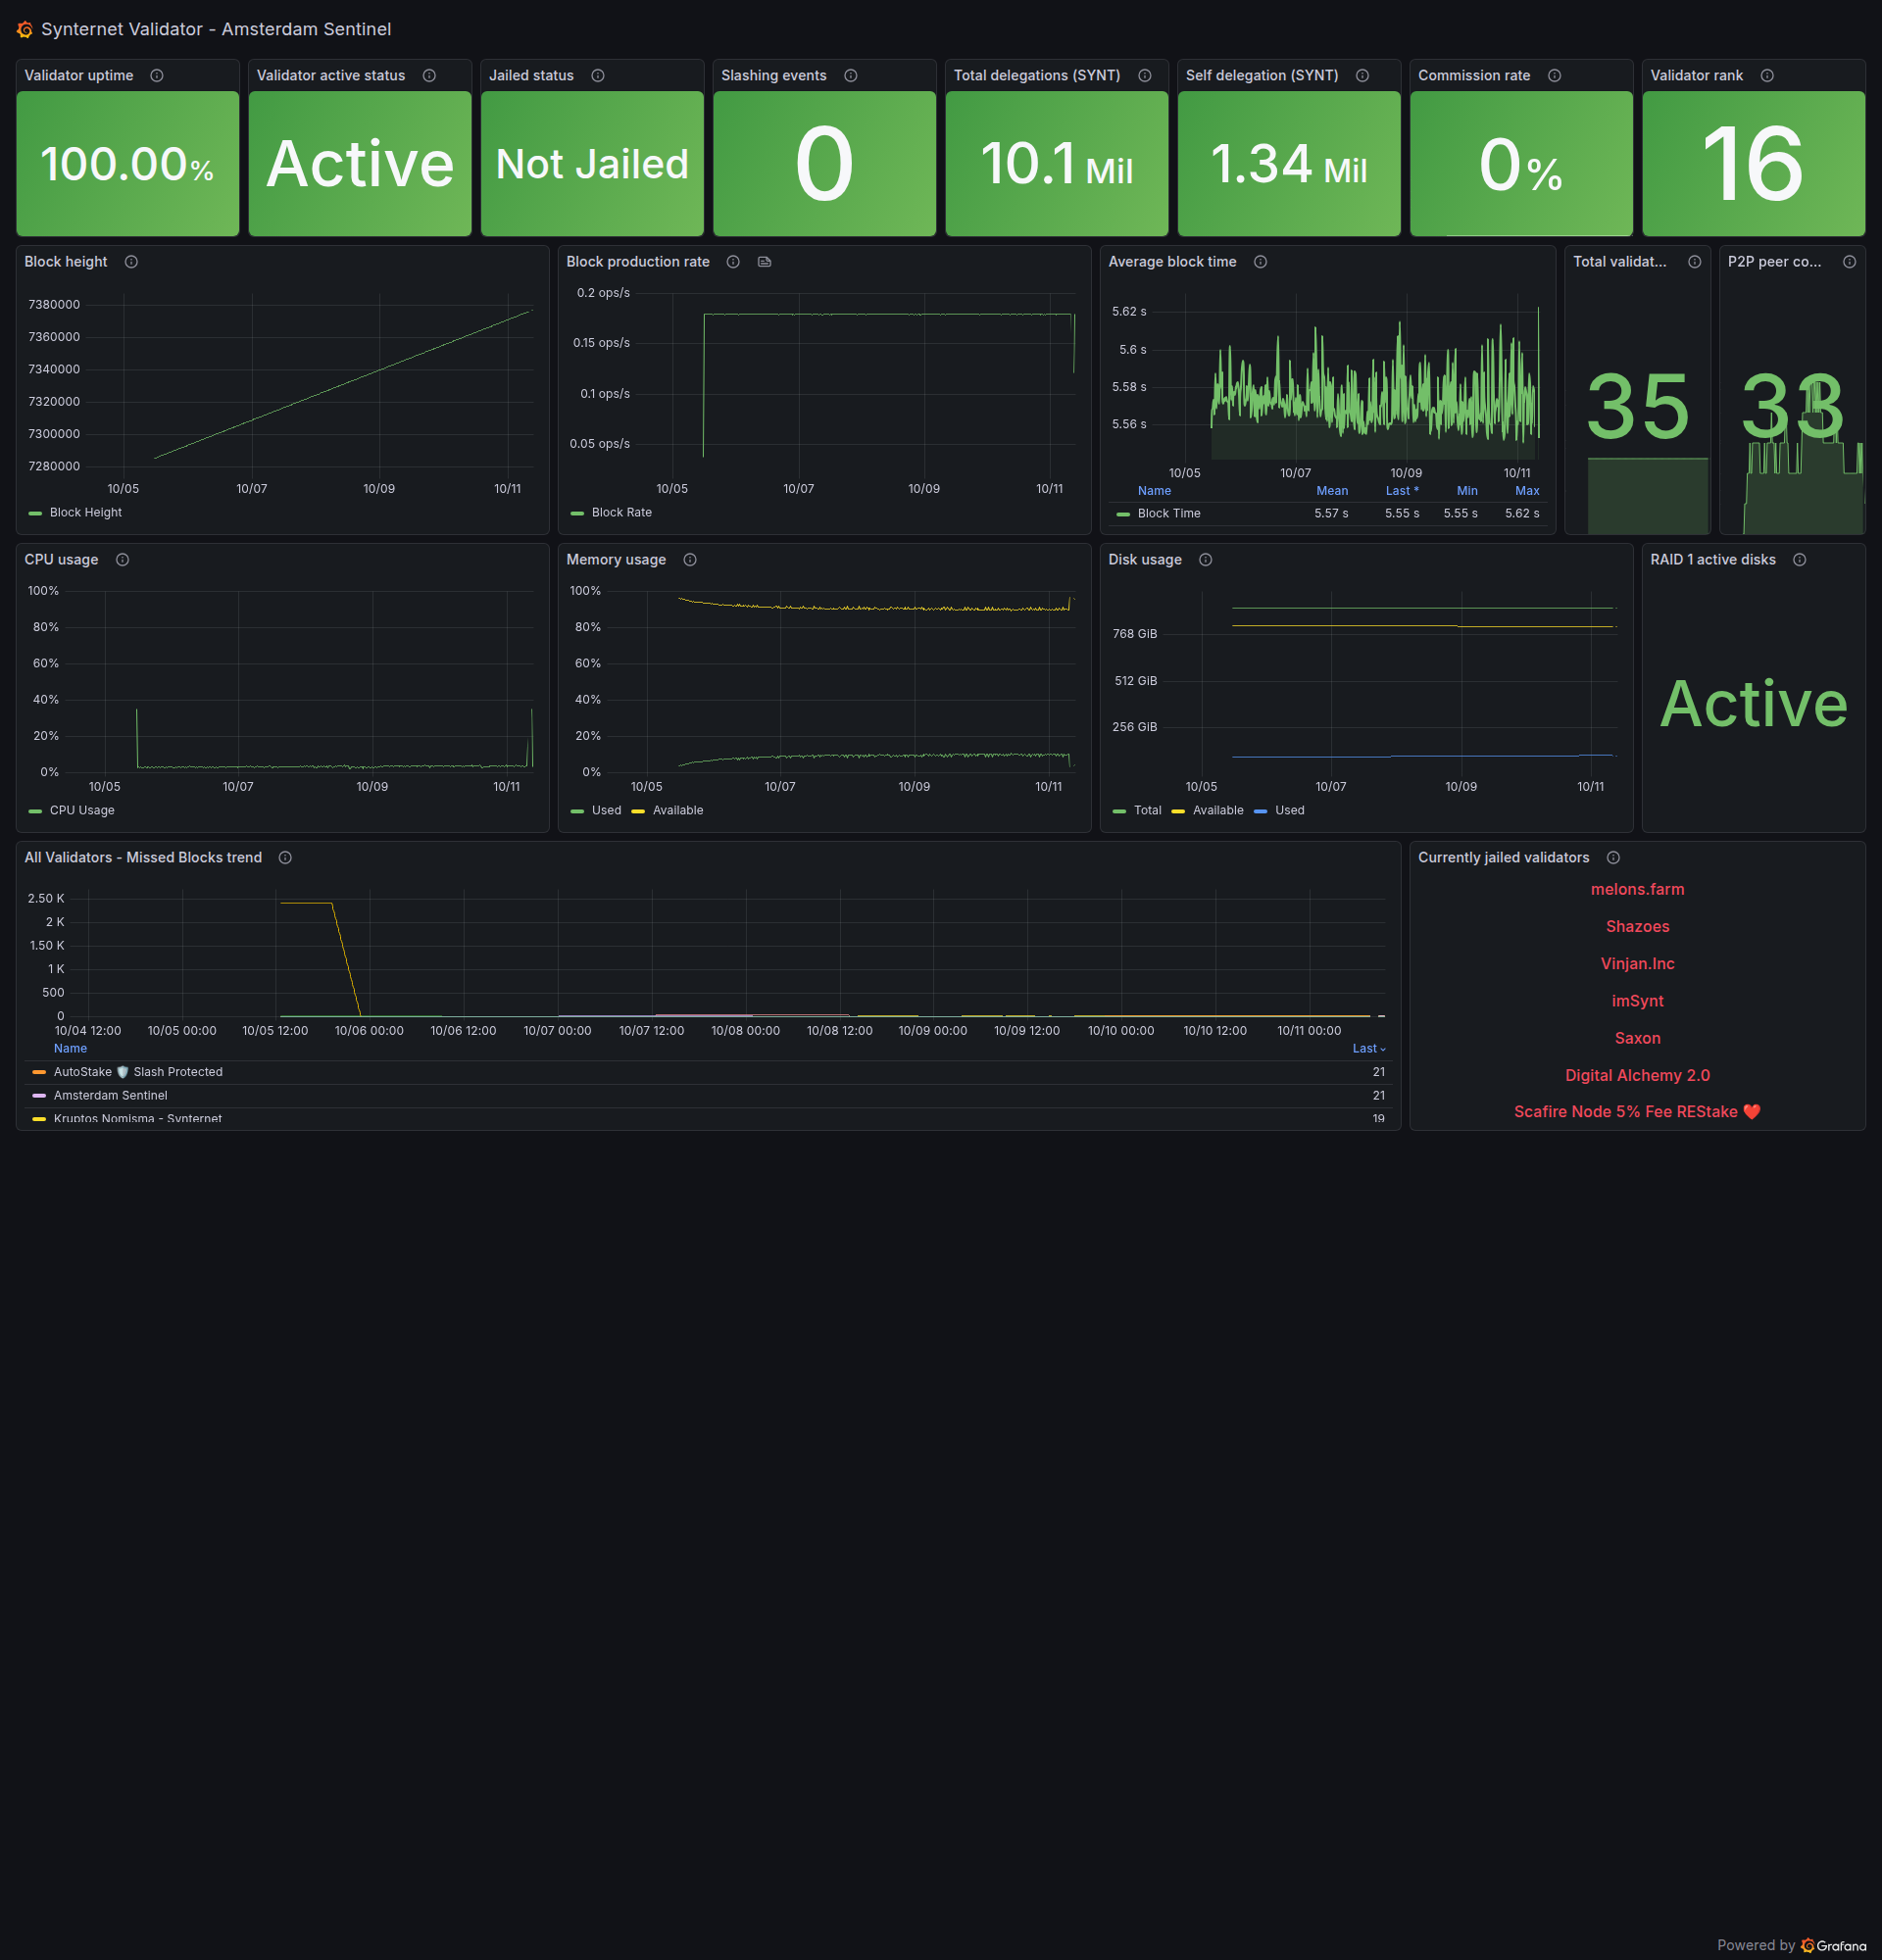 Synternet Validator - Amsterdam Sentinel
Validator uptime
100.00%
Validator active status
Active
Jailed status
Not Jailed
Slashing events
0
Total delegations (SYNT)
10.1 Mil
Self delegation (SYNT)
1.34 Mil
Commission rate
0%
Validator rank
16
Block height
7380000
7360000
7340000
7320000
7300000
7280000
10/05 10/07 10/09 10/11
Block Height
Block production rate
0.2 ops/s
0.15 ops/s
0.1 ops/s
0.05 ops/s
10/05 10/07 10/09 10/11
Block Rate
Average block time
5.62 s
5.6 s
5.58 s
5.56 s
10/05 10/07 10/09 10/11
Name Mean Last * Min Max
Block TIme 5.57 s 5.55 s 5.55 s 5.62 s
Total validat...
35
P2P peer co...
33
CPU usage
100%
80%
60%
40%
20%
0%
10/05 10/07 10/09 10/11
CPU Usage
Memory usage
100%
80%
60%
40%
20%
0%
10/05 10/07 10/09 10/11
Used Available
Disk usage
768 GiB
512 GiB
256 GiB
10/05 10/07 10/09 10/11
Total Available Used
RAID 1 active disks
Active
All Validators - Missed Blocks trend
2.50 K
2 K
1.50 K
1 K
500
0
10/04 12:00 10/05 00:00 10/05 12:00 10/06 00:00 10/06 12:00 10/07 00:00 10/07 12:00 10/08 00:00 10/08 12:00 10/09 00:00 10/09 12:00 10/10 00:00 10/10 12:00 10/11 00:00
Name Last
AutoStake 🛡️ Slash Protected 21
Amsterdam Sentinel 21
Kruptos Nomisma - Synternet 19
Currently jailed validators
melons.farm
Shazoes
Vinjan.Inc
imSynt
Saxon
Digital Alchemy 2.0
Scafire Node 5% Fee REStake ❤️
Powered by Grafana